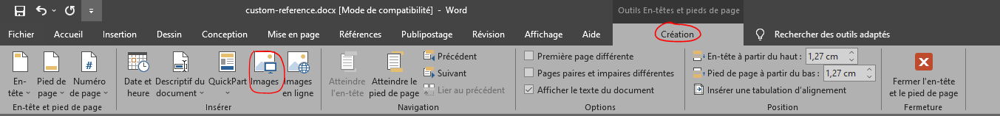 custom-reference.docx [Mode de compatibilité] - Word
Outils En-têtes et pieds de page
Fichier Accueil Insertion Dessin Conception Mise en page Références Publipostage Révision Affichage Aide Création Rechercher des outils adaptés
En-tête
Pied de page
Numéro de page
En-tête et pied de page
Date et heure
Descriptif du document
QuickPart
Images
Images en ligne
Insérer
Atteindre l'en-tête
Atteindre le pied de page
Précédent
Suivant
Lier au précédent
Navigation
Première page différente
Pages paires et impaires différentes
Afficher le texte du document
Options
En-tête à partir du haut : 1,27 cm
Pied de page à partir du bas : 1,27 cm
Insérer une tabulation d'alignement
Position
Fermer l'en-tête
et le pied de page
Fermeture